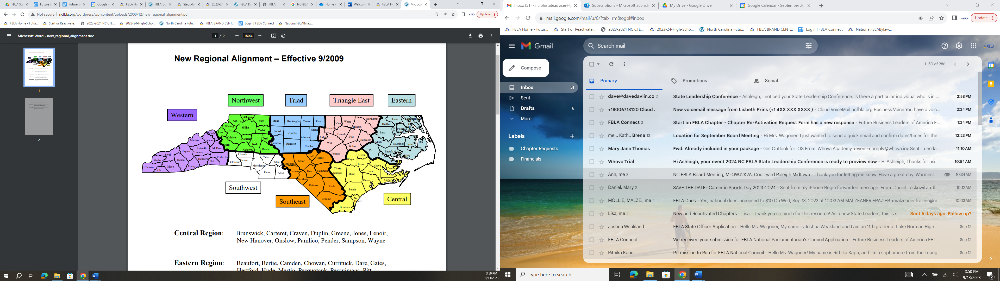 FBLA Sta
Future B
Future B
Google
FBLA Ho
FBLA Do
Steps-fo
2023-24
FBLA Do
FBLA
NCFBLA
Home -
Welcom
FBLA Ho
Microso
Not secure
ncfbla.org/wordpress/wp-content/uploads/2008/12/new_regional_alignment.pdf
Update
FBLA Home - Futur...
Start or Reactivate...
2023-2024 NC CTE...
2023-24-High-Scho...
North Carolina Futu...
FBLA BRAND CENT...
Login | FBLA Connect
NationalFBLABylaw...
Microsoft Word - new_regional_alignment.doc
1 / 2
150%
1
2
New Regional Alignment – Effective 9/2009
Northwest
Triad
Triangle East
Eastern
Western
Alleghan
Ash
Surr
Stoke
Rockingha
Caswe
Perso
Northampt
Gate
Wataug
Wilke
Vanc
Warre
Hertfor
Yadki
Granvill
Halifax
Mitche
Aver
Forsyt
Guilfor
Orang
Berti
Madiso
Yance
Caldwe
Alexand
Davi
Alaman
Durha
Frankli
Nas
Edgecom
Marti
Washingt
Tyrre
Dar
Burk
Irede
Davidso
Randolp
Wak
Haywoo
Ashevill
Buncom
McDowe
Catawb
Rowa
Chatha
Wilso
Pit
Beaufo
Swai
Lincoln
Johnsto
Green
Hyd
Graha
Jackso
Henders
Rutherfo
Gaston
Cabarr
Le
Harne
Wayn
Clevelan
Stanl
Moor
Pol
Lenoi
Crave
Cheroke
Maco
Transylva
Mecklenb
Montgome
Clinto
Pamlic
Cla
Unio
Anso
Richmon
Hok
Cumberla
Sampso
Dupli
Jone
Scotlan
Onslo
Carter
Robeso
Blade
Pende
Columb
Ne
Hanov
Brunswic
Southwest
Southeast
Central
Central Region:
Brunswick, Carteret, Craven, Duplin, Greene, Jones, Lenoir,
New Hanover, Onslow, Pamlico, Pender, Sampson, Wayne
Eastern Region:
Beaufort, Bertie, Camden, Chowan, Currituck, Dare, Gates,
Hertford, Hyde, Martin, Pasquotank, Perquimans, Pitt
3:50 PM
9/13/2023
Inbox (51) - ncfblastateadviser@
Subscriptions - Microsoft 365 ad
My Drive - Google Drive
Google Calendar - September 20
mail.google.com/mail/u/0/?tab=rm&ogbl#inbox
Update
FBLA Home - Futur...
Start or Reactivate...
2023-2024 NC CTE...
2023-24-High-Scho...
North Carolina Futu...
FBLA BRAND CENT...
Login | FBLA Connect
NationalFBLABylaw...
Gmail
Search mail
FBLA
Compose
1–50 of 286
Inbox 51
Sent
Drafts 6
More
Labels
Chapter Requests
Financials
Primary
Promotions
Social
dave@davedavlin.co 2 State Leadership Conference - Ashleigh, I noticed your State Leadership Conference. Is there a particular individual who is in ... 2:58 PM
+18006718120 Cloud . New voicemail message from Lisbeth Prins (+1 4XX XXX XXXX ) - Cloud VoiceMail ncfbla.org Business Voice You have a voic... 2:24 PM
FBLA Connect 3 Start an FBLA Chapter - Chapter Re-Activation Request Form has a new response - Future Business Leaders of America F... 1:24 PM
me .. Kath., Brena 13 Location for September Board Meeting - Hi Mrs. Wagoner! I just wanted to send a quick email and confirm dates/times for the... 12:23 PM
Mary Jane Thomas Fwd: Already included in your package - Get Outlook for iOS From: Whova Academy <event-noreply@whova.io> Sent: Tuesda... 11:10 AM
Whova Trial Hi Ashleigh, your event 2024 NC FBLA State Leadership Conference is ready to preview now - Hi Ashleigh, Thanks for usi... 10:54 AM
Ann, me 3 NC FBLA Board Meeting, M-QWJ2K2A, Courtyard Raleigh Midtown - Thank you for letting me know. Have a great day! Warmest ... 10:34 AM
Daniel, Mary 2 SAVE THE DATE- Career in Sports Day 2023-2024 - Sent from my iPhone Begin forwarded message: From: Daniel Loskowitz <dl... 10:12 AM
MOLLIE, MALZE., me 4 FBLA Dues - Yes, national dues increased to $10 On Wed, Sep 13, 2023 at 10:03 AM MALZEANER FRAZIER <malzeaner.frazier@cr... 10:03 AM
Lisa, me 2 New and Reactivated Chapters - Lisa - Thank you so much for this resource! As a new State Leaders, this is s... Sent 5 days ago. Follow up?
Joshua Weakland FBLA State Officer Application - Hello Ms. Wagoner, My name is Joshua Weakland and I am an 11th grader at Lake Norman High ... Sep 12
FBLA Connect We received your submission for FBLA National Parliamentarian's Council Application - Future Business Leaders of America FBL... Sep 12
Rithika Kapu Permission to Run for FBLA National Council - Hello Ms. Wagoner! My name is Rithika Kapu, and I'm a sophomore from the Triang... Sep 12
Type here to search
3:50 PM
9/13/2023
2